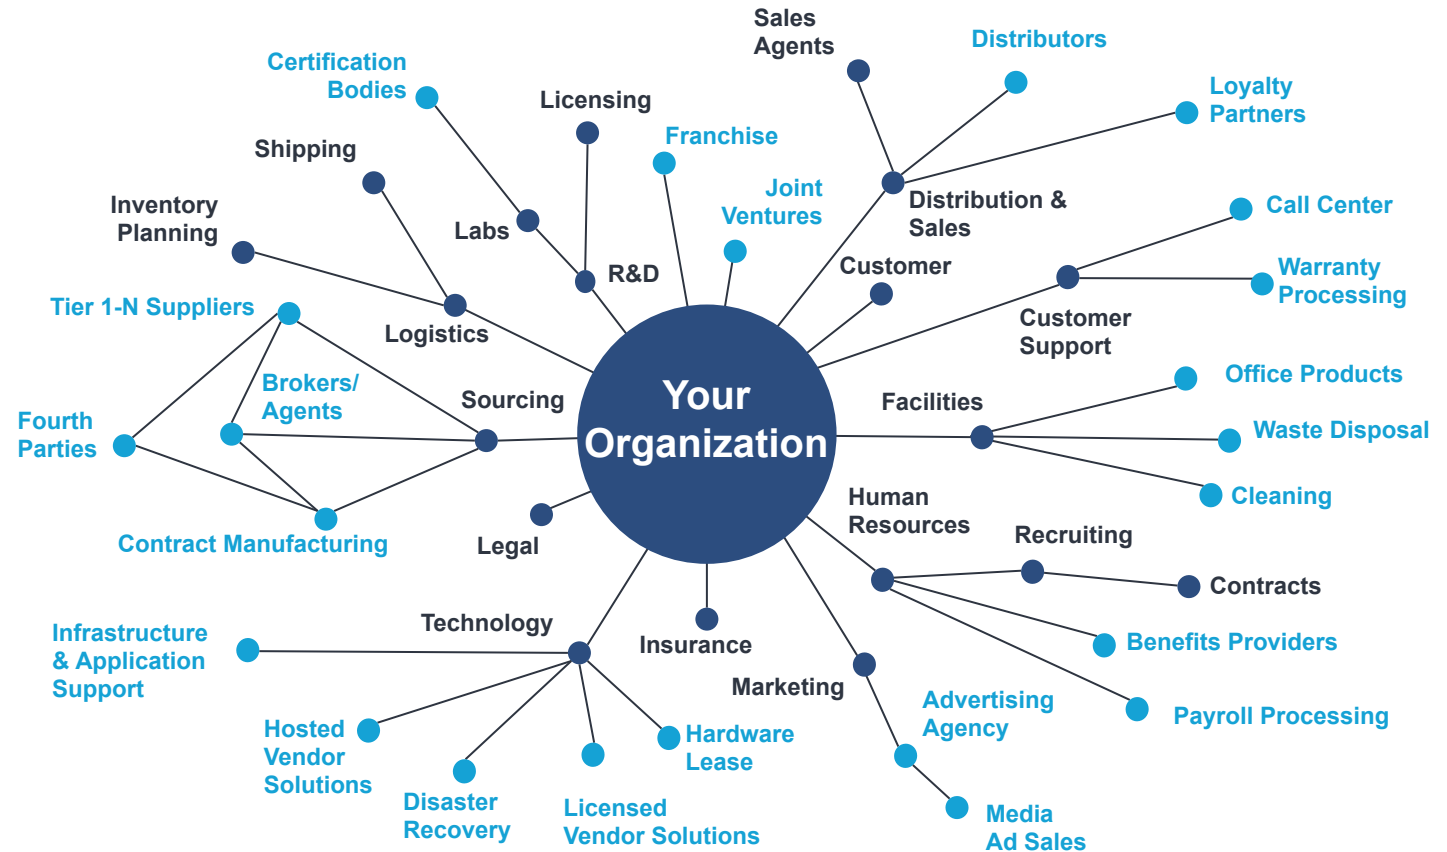 Sales
Agents
Distributors
Certification
Bodies
Loyalty
Partners
Licensing
Franchise
Shipping
Joint
Ventures
Inventory
Planning
Labs
Distribution &
Sales
Call Center
R&D
Customer
Warranty
Processing
Tier 1-N Suppliers
Logistics
Customer
Support
Brokers/
Agents
Sourcing
Your
Organization
Facilities
Office Products
Fourth
Parties
Waste Disposal
Human
Resources
Cleaning
Contract Manufacturing
Legal
Recruiting
Contracts
Technology
Insurance
Infrastructure
& Application
Support
Benefits Providers
Marketing
Advertising
Agency
Payroll Processing
Hosted
Vendor
Solutions
Hardware
Lease
Disaster
Recovery
Licensed
Vendor Solutions
Media
Ad Sales